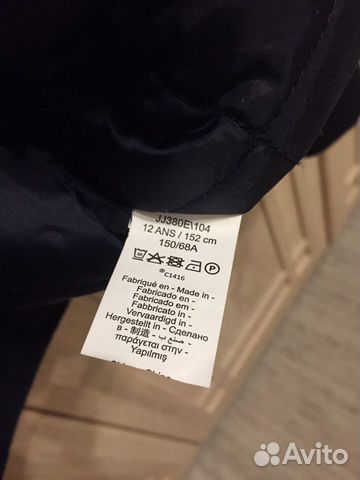 JJ380E\104
12 ANS / 152 cm
150/68A
P
®C1416
Fabriqué en - Made in -
Fabricado en -
Fabricado em -
Vervaardigd in -
Hergestellt in - Сделано
в - 制造 - صنع ب -
παράγεται στην -
Yapılmış
Avito